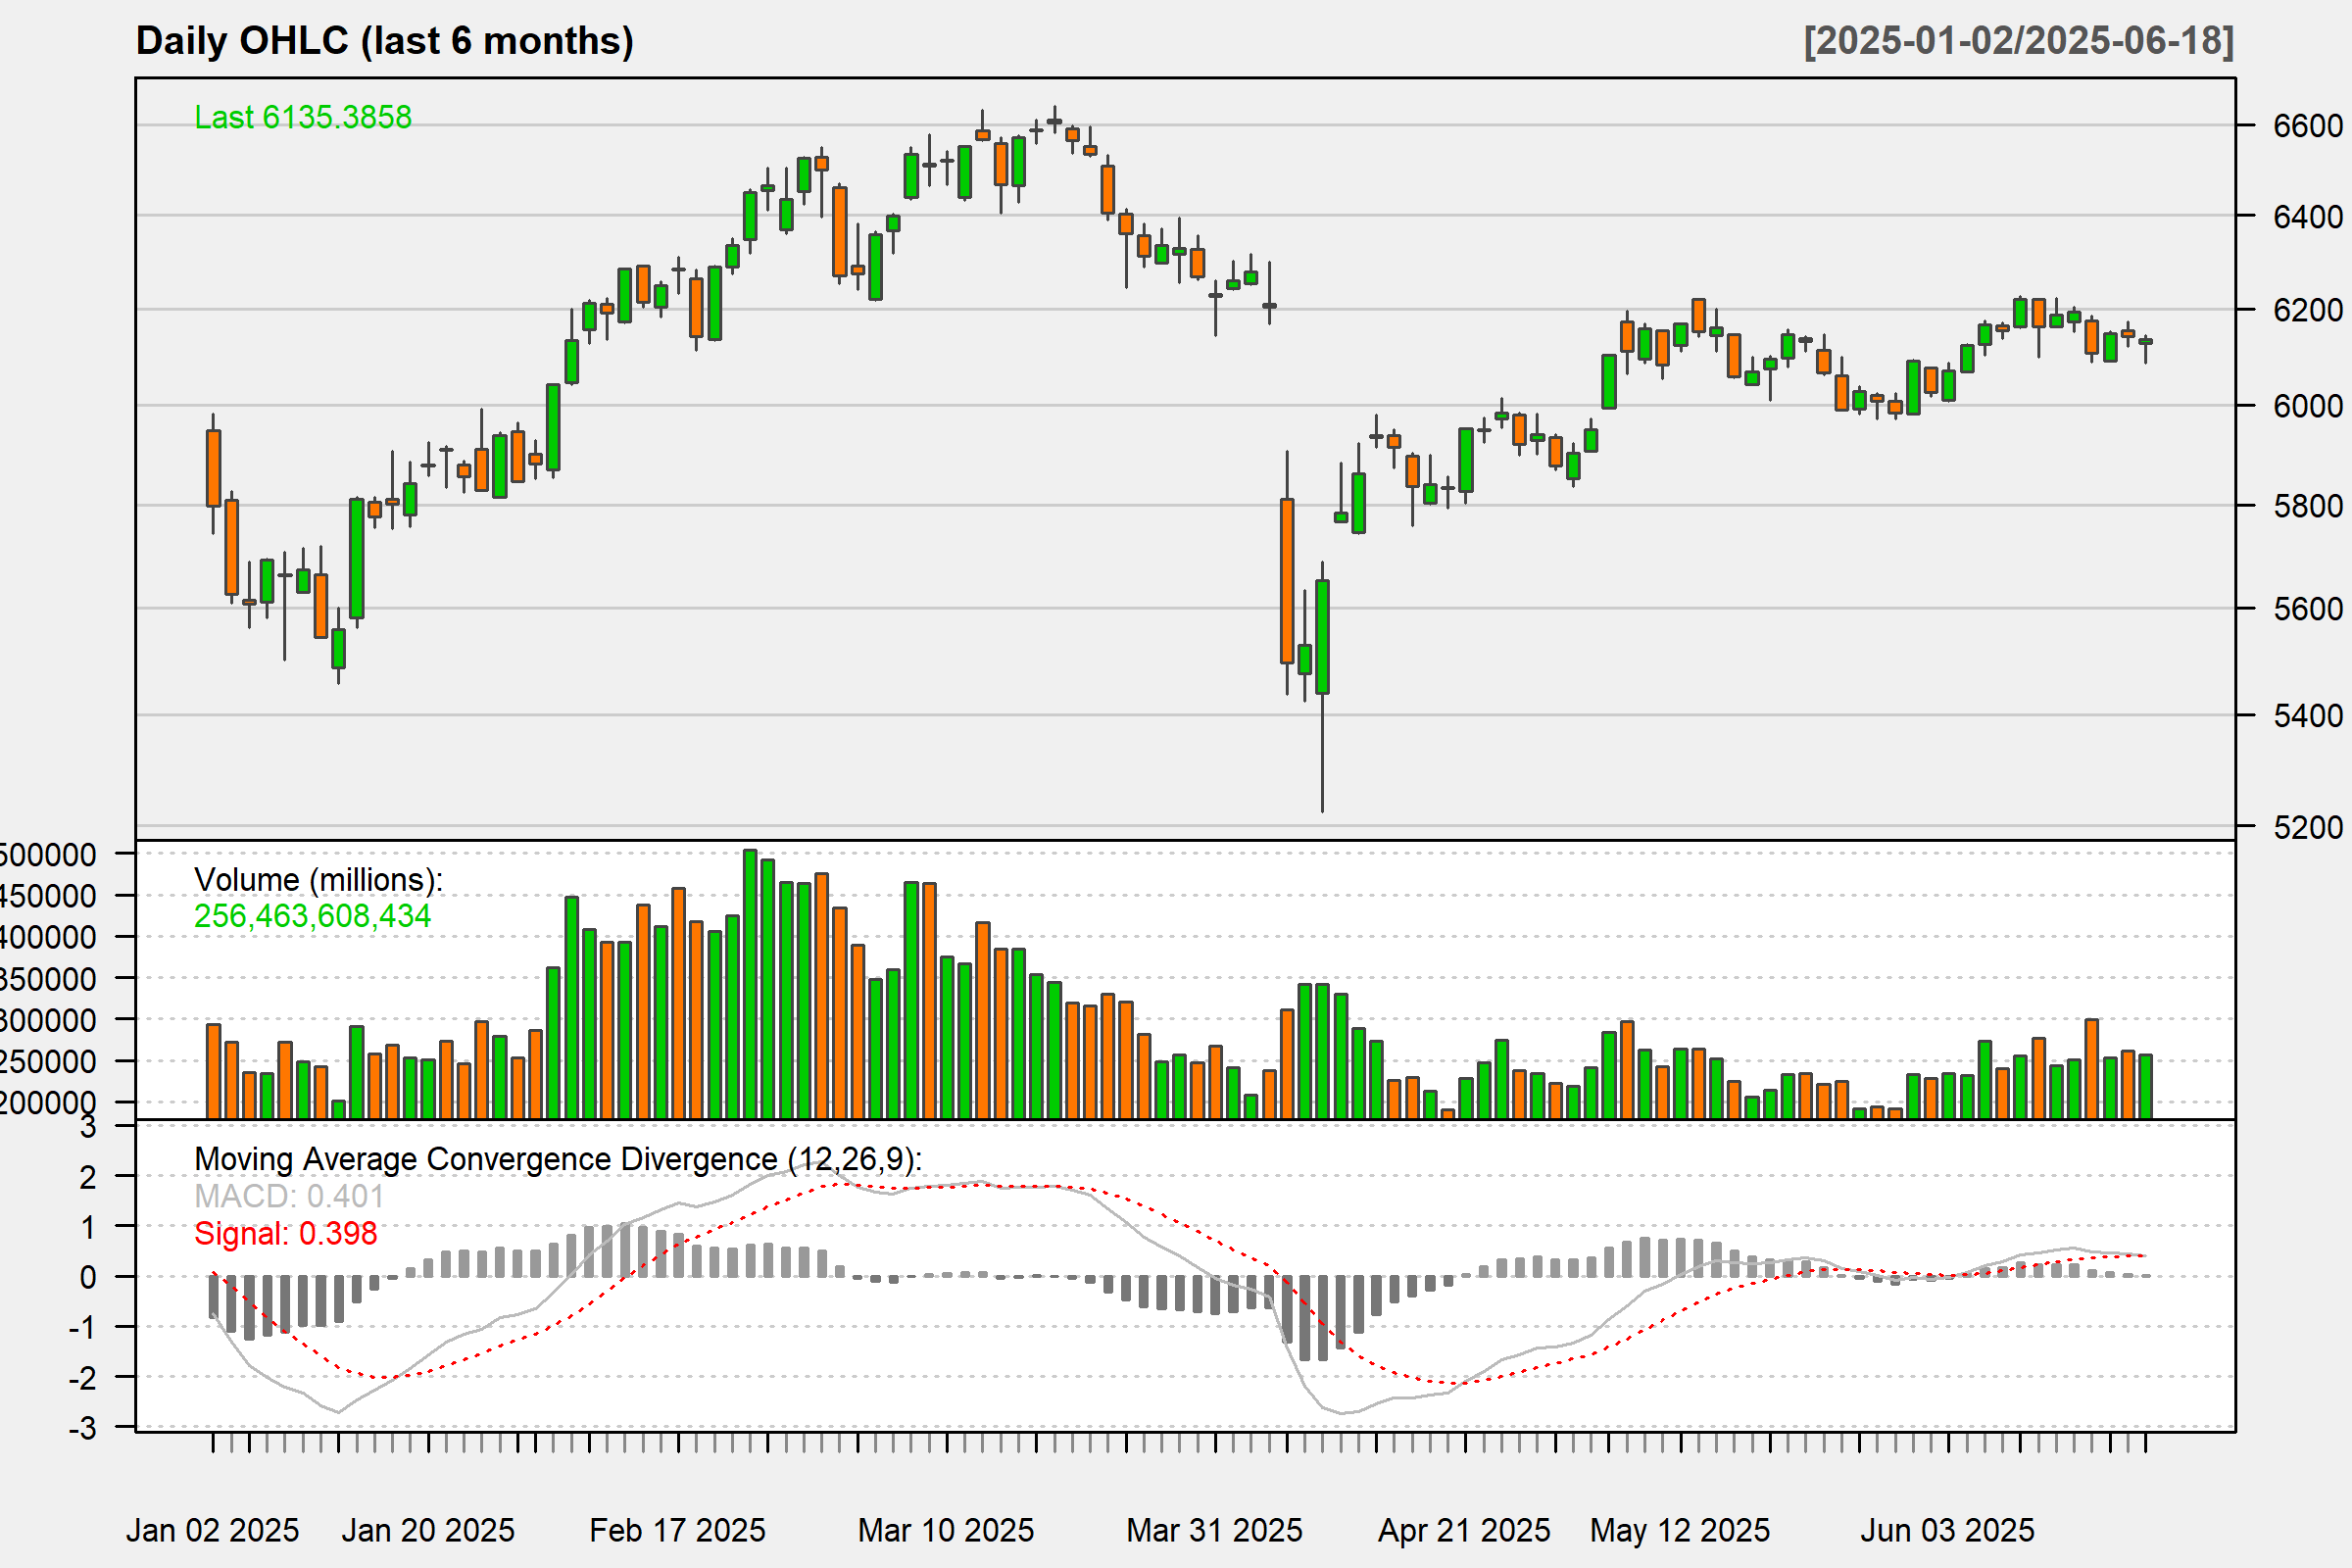 Daily OHLC (last 6 months)
[2025-01-02/2025-06-18]
Last 6135.3858
6600
6400
6200
6000
5800
5600
5400
5200
Volume (millions):
256,463,608,434
500000
450000
400000
350000
300000
250000
200000
Moving Average Convergence Divergence (12,26,9):
MACD: 0.401
Signal: 0.398
3
2
1
0
-1
-2
-3
Jan 02 2025
Jan 20 2025
Feb 17 2025
Mar 10 2025
Mar 31 2025
Apr 21 2025
May 12 2025
Jun 03 2025